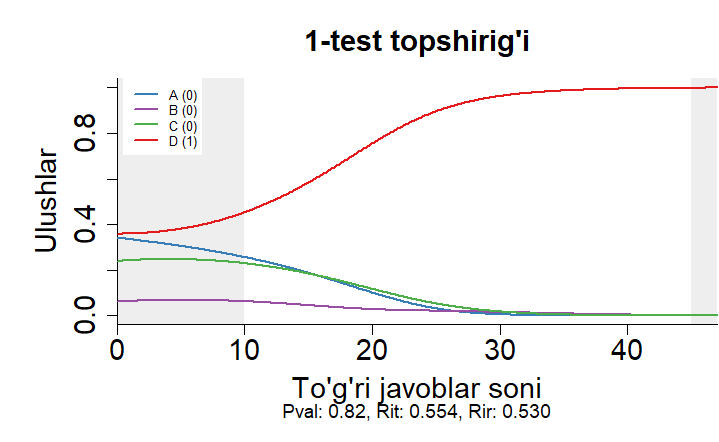 1-test topshirig'i
A (0)
B (0)
C (0)
D (1)
Ulushlar
0.0
0.4
0.8
0
10
20
30
40
To'g'ri javoblar soni
Pval: 0.82, Rit: 0.554, Rir: 0.530